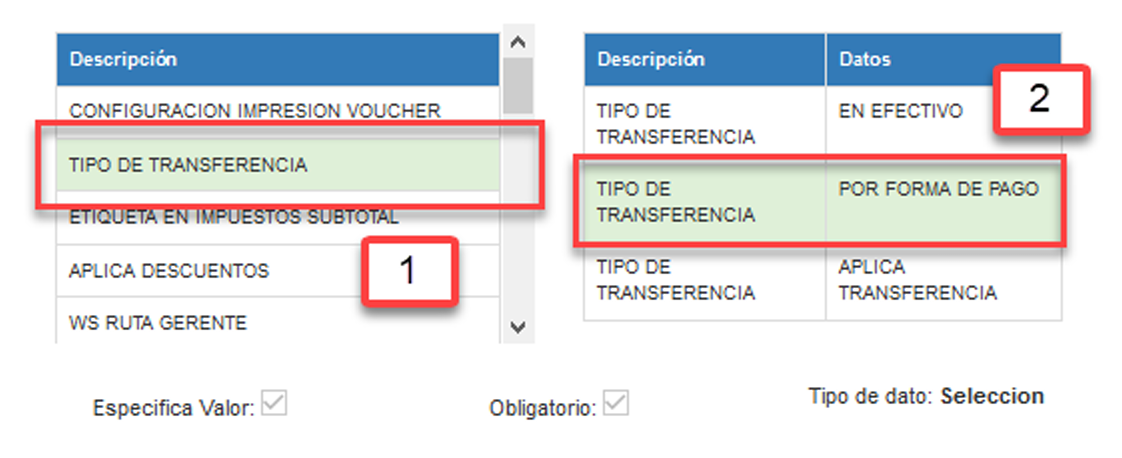 Descripción
CONFIGURACION IMPRESION VOUCHER
TIPO DE TRANSFERENCIA
ETIQUETA EN IMPUESTOS SUBTOTAL
APLICA DESCUENTOS
1
WS RUTA GERENTE
Descripción Datos
2
TIPO DE EN EFECTIVO
TRANSFERENCIA
TIPO DE POR FORMA DE PAGO
TRANSFERENCIA
TIPO DE APLICA
TRANSFERENCIA TRANSFERENCIA
Especifica Valor: Obligatorio: Tipo de dato: Seleccion